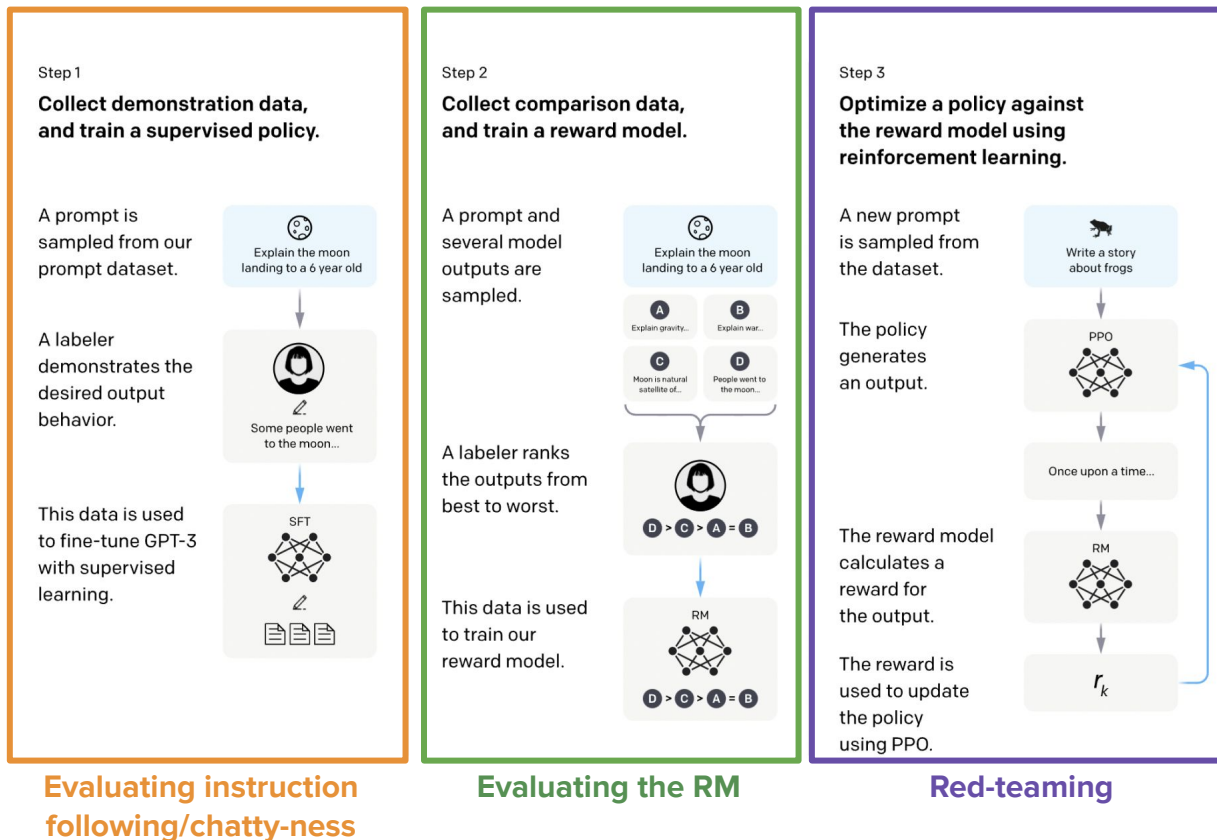 Step 1
Collect demonstration data,
and train a supervised policy.
A prompt is
sampled from our
prompt dataset.
Explain the moon
landing to a 6 year old
A labeler
demonstrates the
desired output
behavior.
Some people went
to the moon...
This data is used
to fine-tune GPT-3
with supervised
learning.
SFT
Evaluating instruction
following/chatty-ness
Step 2
Collect comparison data,
and train a reward model.
A prompt and
several model
outputs are
sampled.
Explain the moon
landing to a 6 year old
A
Explain gravity...
B
Explain war...
C
Moon is natural
satellite of...
D
People went to
the moon...
A labeler ranks
the outputs from
best to worst.
D > C > A = B
This data is used
to train our
reward model.
RM
D > C > A = B
Evaluating the RM
Step 3
Optimize a policy against
the reward model using
reinforcement learning.
A new prompt
is sampled from
the dataset.
Write a story
about frogs
The policy
generates
an output.
PPO
Once upon a time...
The reward model
calculates a
reward for
the output.
RM
The reward is
used to update
the policy
using PPO.
r_k
Red-teaming